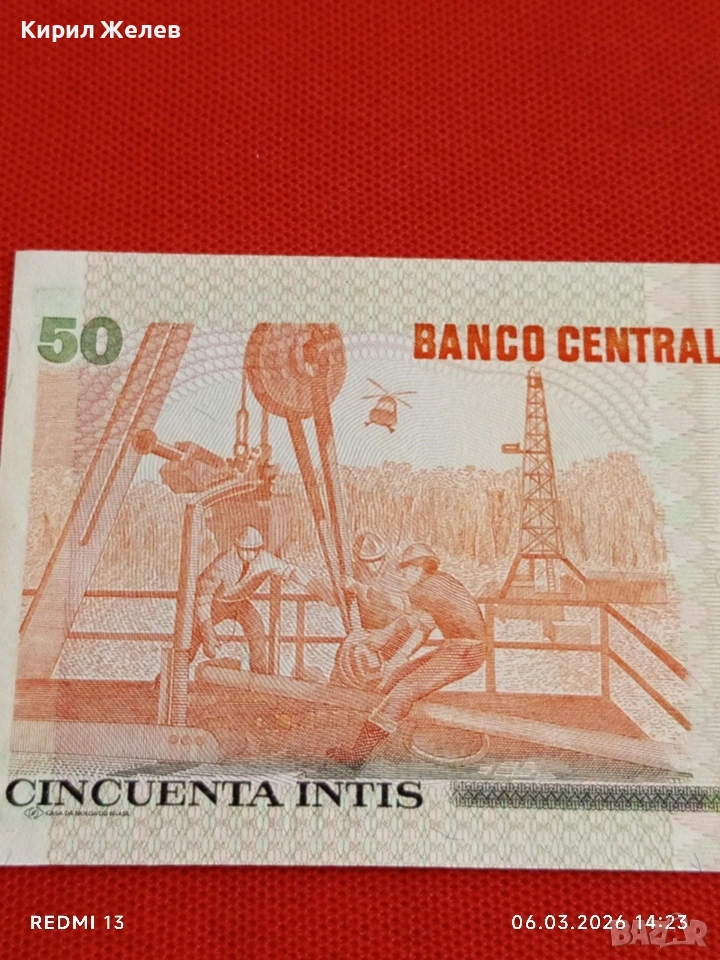 Кирил Желев
50
BANCO CENTRAL
CINCUENTA INTIS
CASA DA MOEDA DO BRASIL
REDMI 13
06.03.2026 14:23
BAZAR